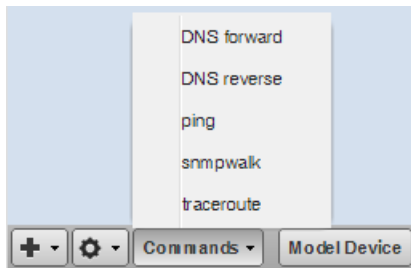 DNS forward
DNS reverse
ping
snmpwalk
traceroute
Commands Model Device